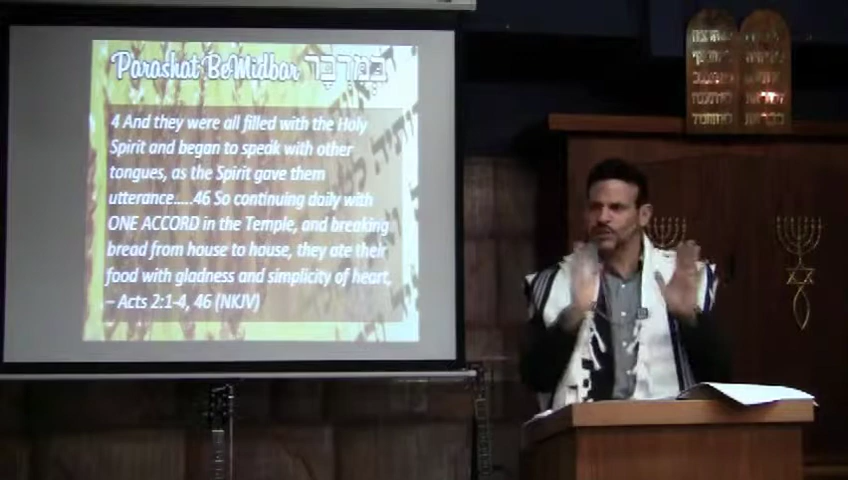 Parashat BeMidbar בְּמִדְבַּר
4 And they were all filled with the Holy
Spirit and began to speak with other
tongues, as the Spirit gave them
utterance.....46 So continuing daily with
ONE ACCORD in the Temple, and breaking
bread from house to house, they ate their
food with gladness and simplicity of heart,
– Acts 2:1-4, 46 (NKJV)